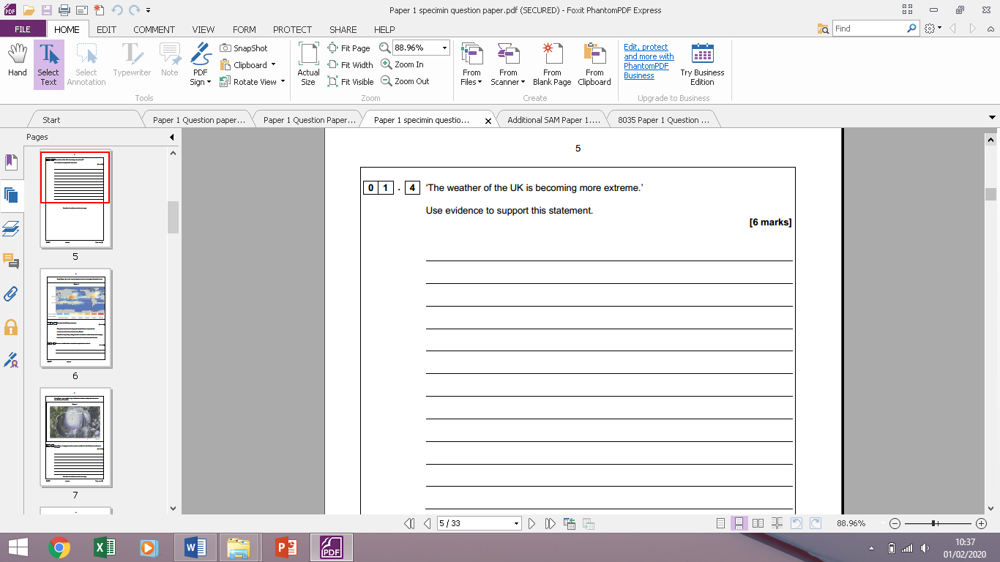 Paper 1 specimin question paper.pdf (SECURED) - Foxit PhantomPDF Express
FILE HOME EDIT COMMENT VIEW FORM PROTECT SHARE HELP
Find
Hand
Select Text
Select Annotation
Typewriter
Note
PDF Sign
SnapShot
Clipboard
Rotate View
Tools
Actual Size
Fit Page
Fit Width
Fit Visible
88.96%
Zoom In
Zoom Out
Zoom
From Files
From Scanner
From Blank Page
From Clipboard
Create
Edit, protect
and more with
PhantomPDF
Business
Try Business Edition
Upgrade to Business
Start
Paper 1 Question paper...
Paper 1 Question Paper...
Paper 1 specimin questio...
Additional SAM Paper 1....
8035 Paper 1 Question ...
Pages
5
6
7
5
0 1 . 4 ‘The weather of the UK is becoming more extreme.’
Use evidence to support this statement.
[6 marks]
5 / 33
88.96%
10:37
01/02/2020